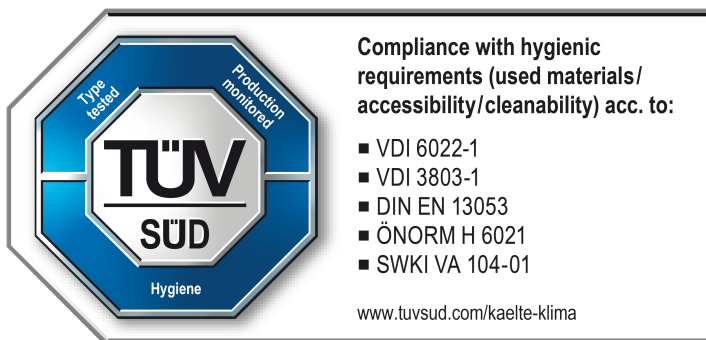 Type
tested
Production
monitored
TÜV
SÜD
Hygiene
Compliance with hygienic
requirements (used materials/
accessibility/cleanability) acc. to:
▪ VDI 6022-1
▪ VDI 3803-1
▪ DIN EN 13053
▪ ÖNORM H 6021
▪ SWKI VA 104-01
www.tuvsud.com/kaelte-klima